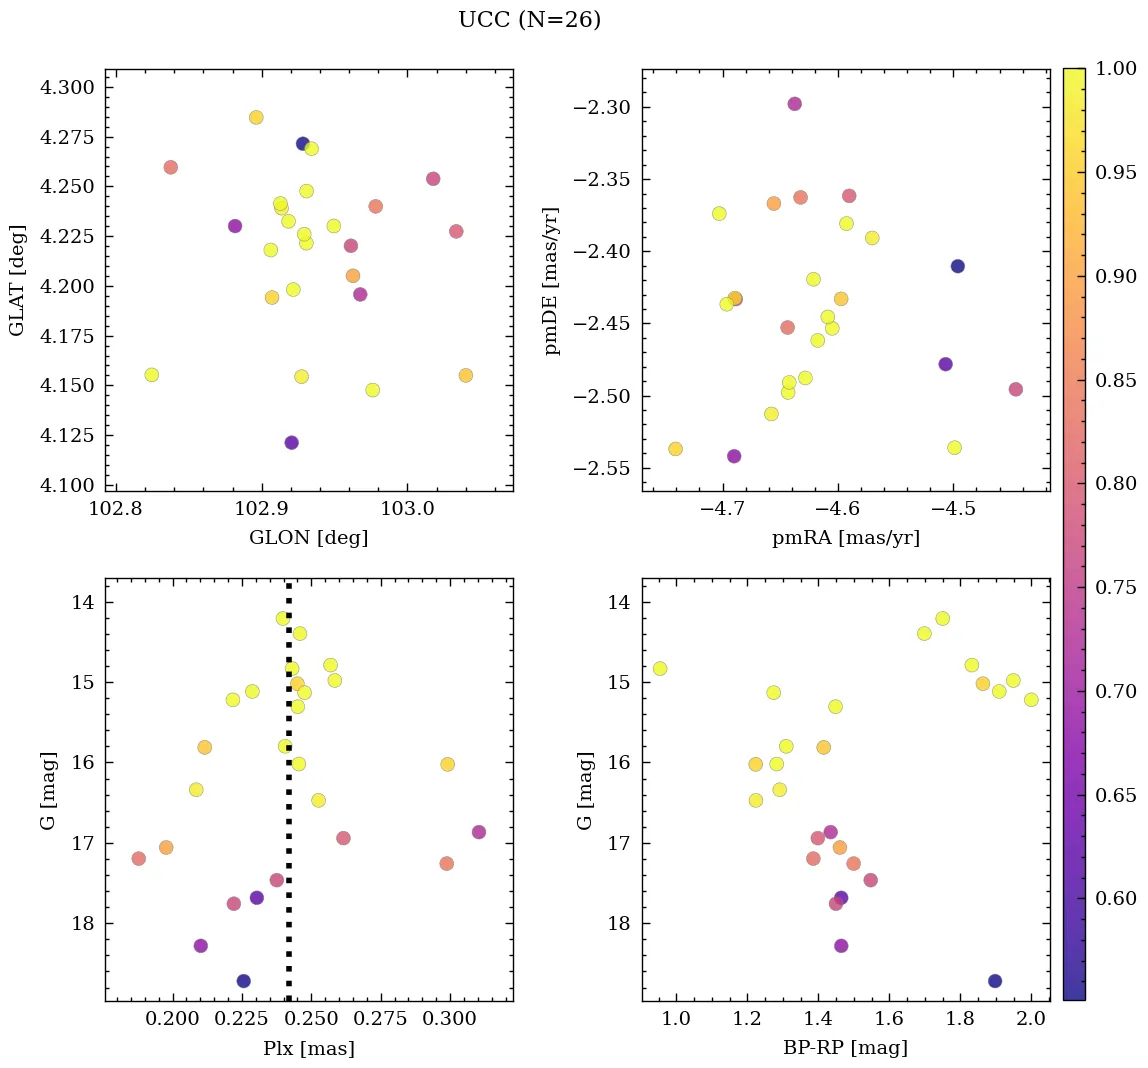 UCC (N=26)
4.300
4.275
4.250
4.225
4.200
4.175
4.150
4.125
4.100
GLAT [deg]
102.8 102.9 103.0
GLON [deg]
−2.30
−2.35
−2.40
−2.45
−2.50
−2.55
pmDE [mas/yr]
−4.7 −4.6 −4.5
pmRA [mas/yr]
14
15
16
17
18
G [mag]
0.200 0.225 0.250 0.275 0.300
Plx [mas]
14
15
16
17
18
G [mag]
1.0 1.2 1.4 1.6 1.8 2.0
BP-RP [mag]
1.00
0.95
0.90
0.85
0.80
0.75
0.70
0.65
0.60